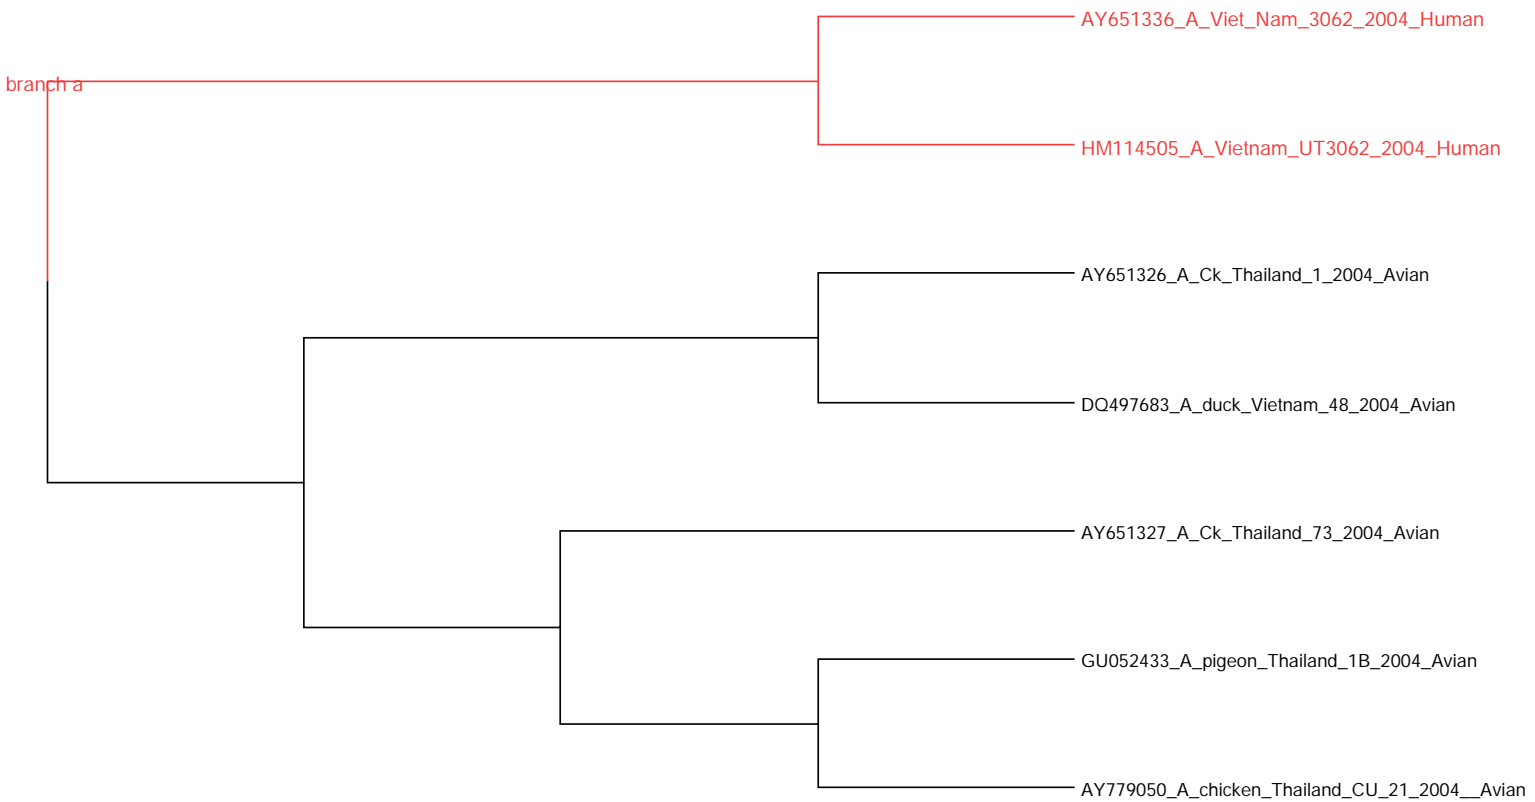 AY651336_A_Viet_Nam_3062_2004_Human
branch a
HM114505_A_Vietnam_UT3062_2004_Human
AY651326_A_Ck_Thailand_1_2004_Avian
DQ497683_A_duck_Vietnam_48_2004_Avian
AY651327_A_Ck_Thailand_73_2004_Avian
GU052433_A_pigeon_Thailand_1B_2004_Avian
AY779050_A_chicken_Thailand_CU_21_2004__Avian